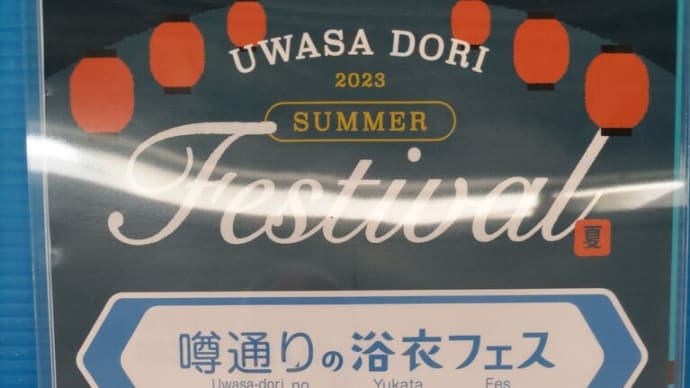 UWASA DORI
2023
SUMMER
Festival
夏
噂通りの浴衣フェス
Uwasa-dori no Yukata Fes